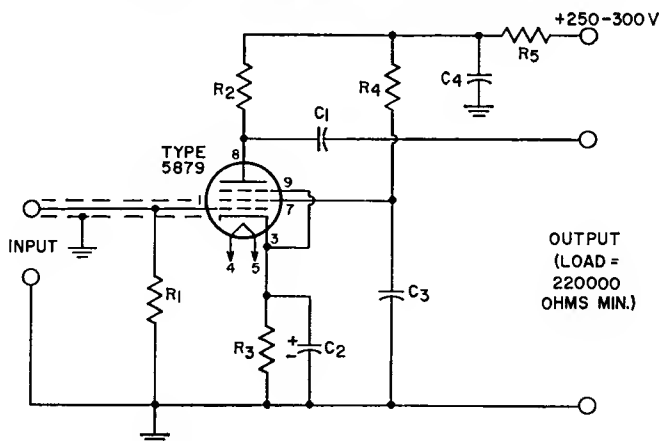 +250-300 V
R5
C4
R2
R4
C1
TYPE
5879
8
9
7
1
3
4 5
INPUT
R1
R3
+
-
C2
C3
OUTPUT
(LOAD =
220000
OHMS MIN.)